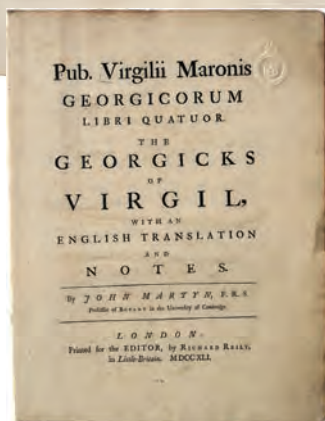 Pub. Virgilii Maronis
GEORGICORUM
LIBRI QUATUOR.
THE
GEORGICKS
OF
VIRGIL,
WITH AN
ENGLISH TRANSLATION
AND
NOTES.
By JOHN MARTYN, F.R.S.
Professor of BOTANY in the University of Cambridge.
LONDON:
Printed for the EDITOR, by RICHARD REILY,
in Little-Britain. MDCCXLI.